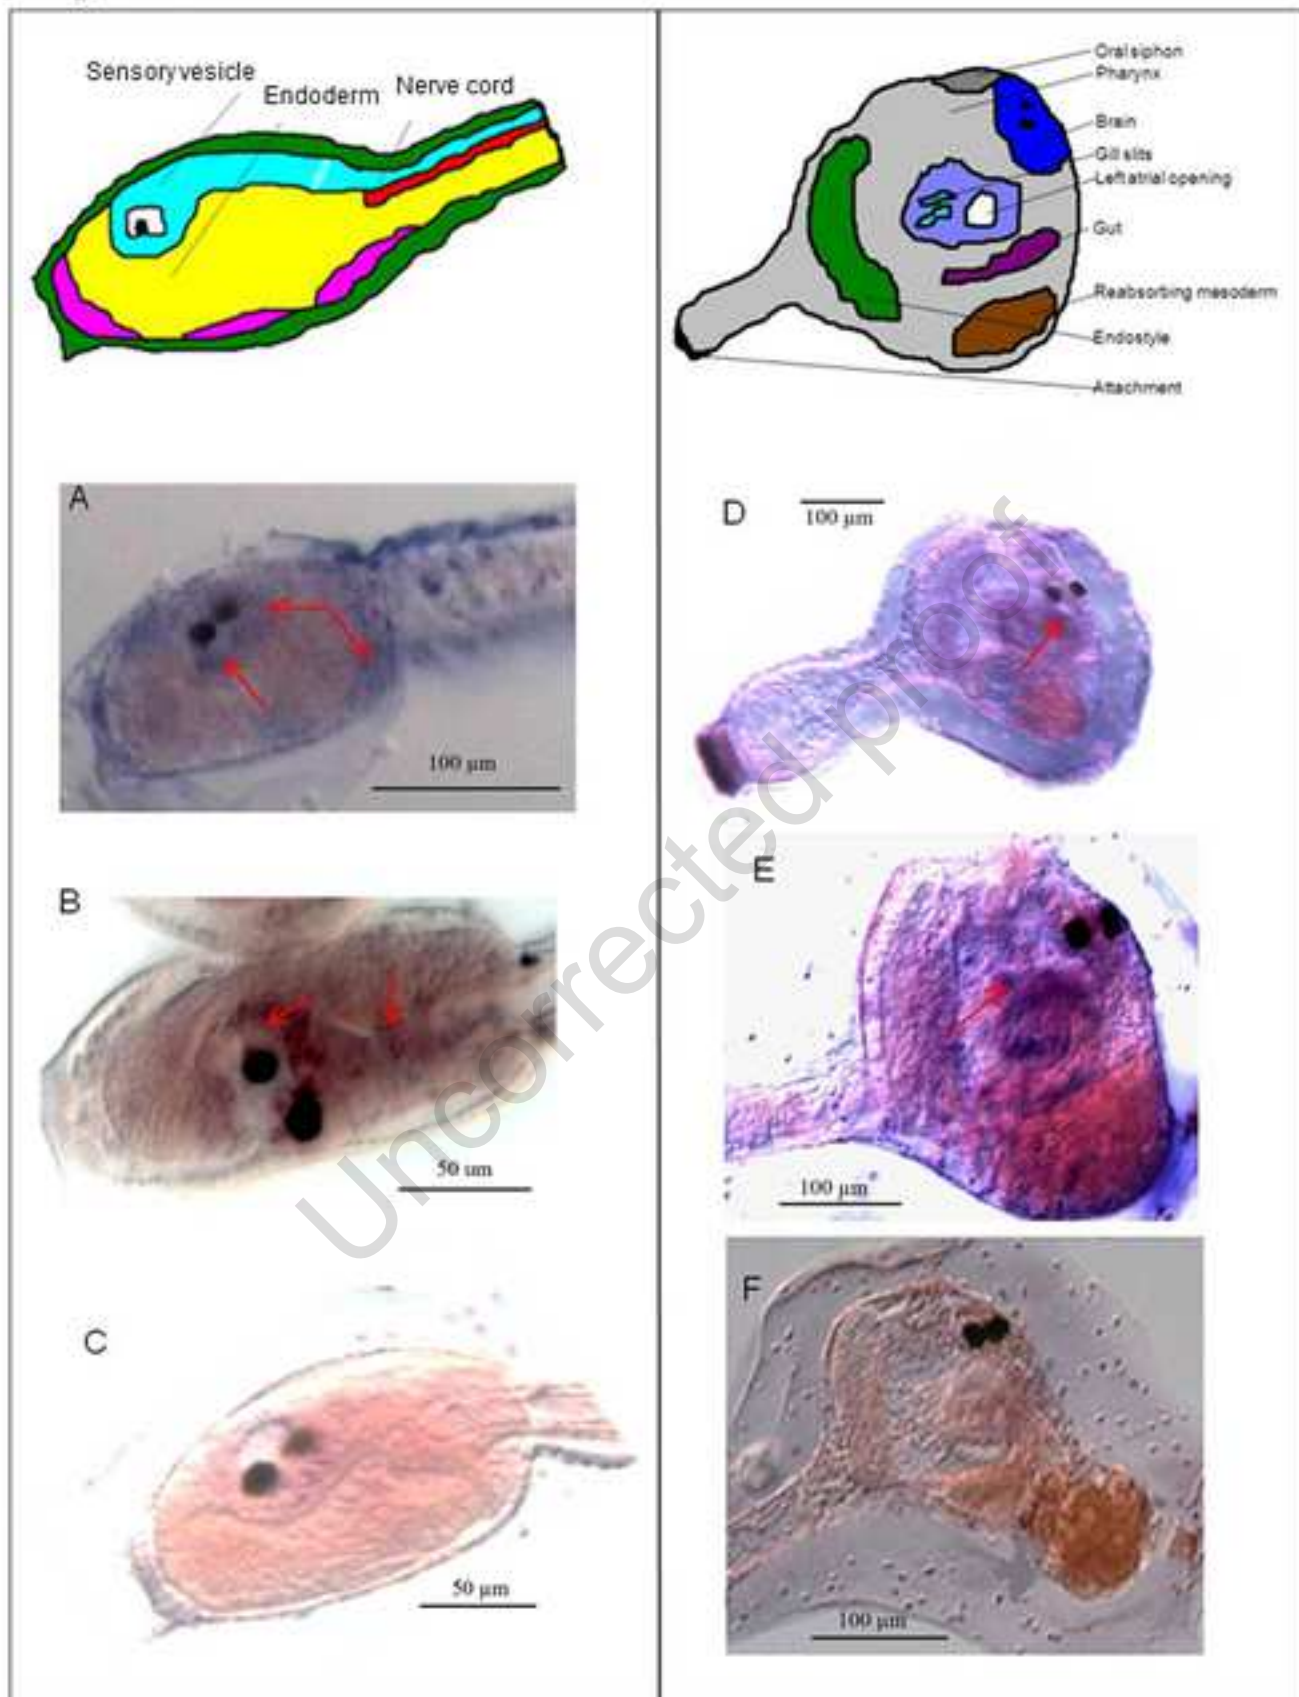 Sensory vesicle
Endoderm
Nerve cord
Oral siphon
Pharynx
Brain
Gill slits
Left atrial opening
Gut
Reabsorbing mesoderm
Endostyle
Attachment
A
100 µm
B
50 um
C
50 µm
D
100 µm
E
100 µm
F
100 µm
Uncorrected proof